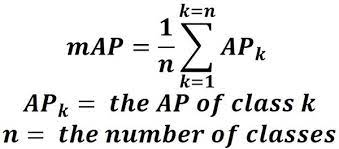 k=n
mAP = 1/n ∑ AP_k
k=1
AP_k = the AP of class k
n = the number of classes